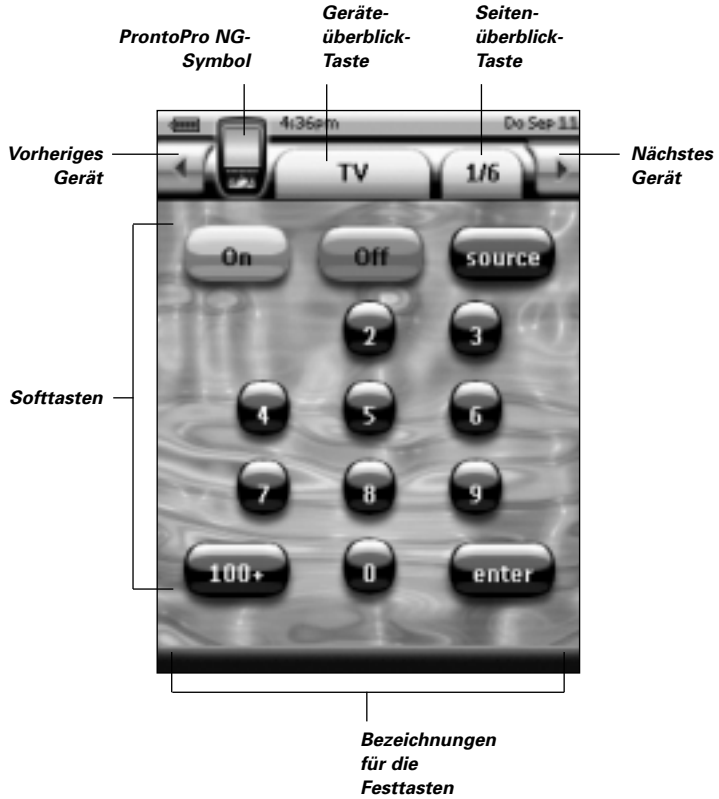 ProntoPro NG-
Symbol
Geräte-
überblick-
Taste
Seiten-
überblick-
Taste
4:36pm
Do Sep 11
Vorheriges
Gerät
TV
1/6
Nächstes
Gerät
On
Off
source
2
3
Softtasten
4
5
6
7
8
9
100+
0
enter
Bezeichnungen
für die
Festtasten